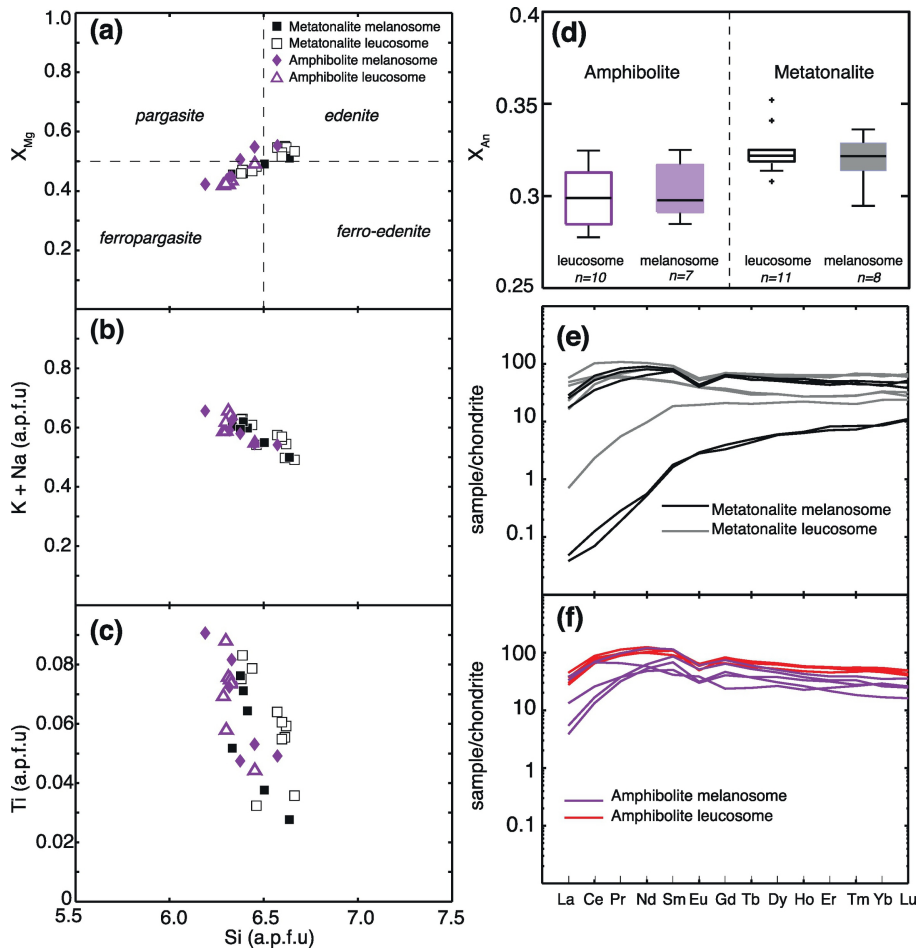 (a)
Metatonalite melanosome
Metatonalite leucosome
Amphibolite melanosome
Amphibolite leucosome
pargasite
edenite
ferropargasite
ferro-edenite
X_Mg
1.0
0.8
0.6
0.4
0.2
(b)
K + Na (a.p.f.u)
0.8
0.6
0.4
0.2
(c)
Ti (a.p.f.u)
0.08
0.06
0.04
0.02
0
5.5
6.0
6.5
7.0
7.5
Si (a.p.f.u)
(d)
Amphibolite
Metatonalite
X_An
0.4
0.35
0.3
0.25
leucosome
n=10
melanosome
n=7
leucosome
n=11
melanosome
n=8
(e)
sample/chondrite
100
10
1
0.1
Metatonalite melanosome
Metatonalite leucosome
(f)
sample/chondrite
100
10
1
0.1
Amphibolite melanosome
Amphibolite leucosome
La Ce Pr Nd Sm Eu Gd Tb Dy Ho Er Tm Yb Lu